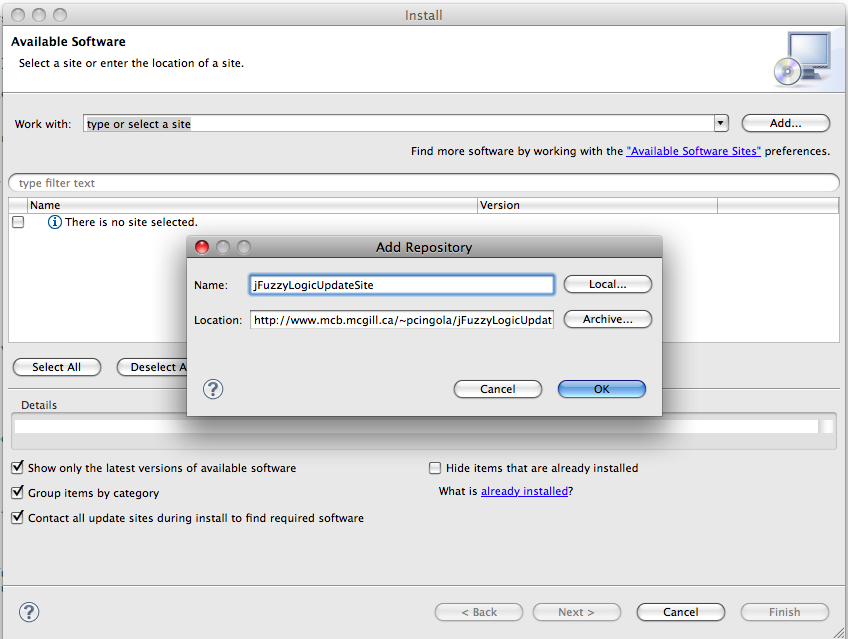 Install
Available Software
Select a site or enter the location of a site.
Work with: type or select a site Add...
Find more software by working with the "Available Software Sites" preferences.
type filter text
Name Version
There is no site selected.
Add Repository
Name: jFuzzyLogicUpdateSite Local...
Location: http://www.mcb.mcgill.ca/~pcingola/jFuzzyLogicUpdat Archive...
Select All Deselect A
? Cancel OK
Details
Show only the latest versions of available software Hide items that are already installed
Group items by category What is already installed?
Contact all update sites during install to find required software
? < Back Next > Cancel Finish